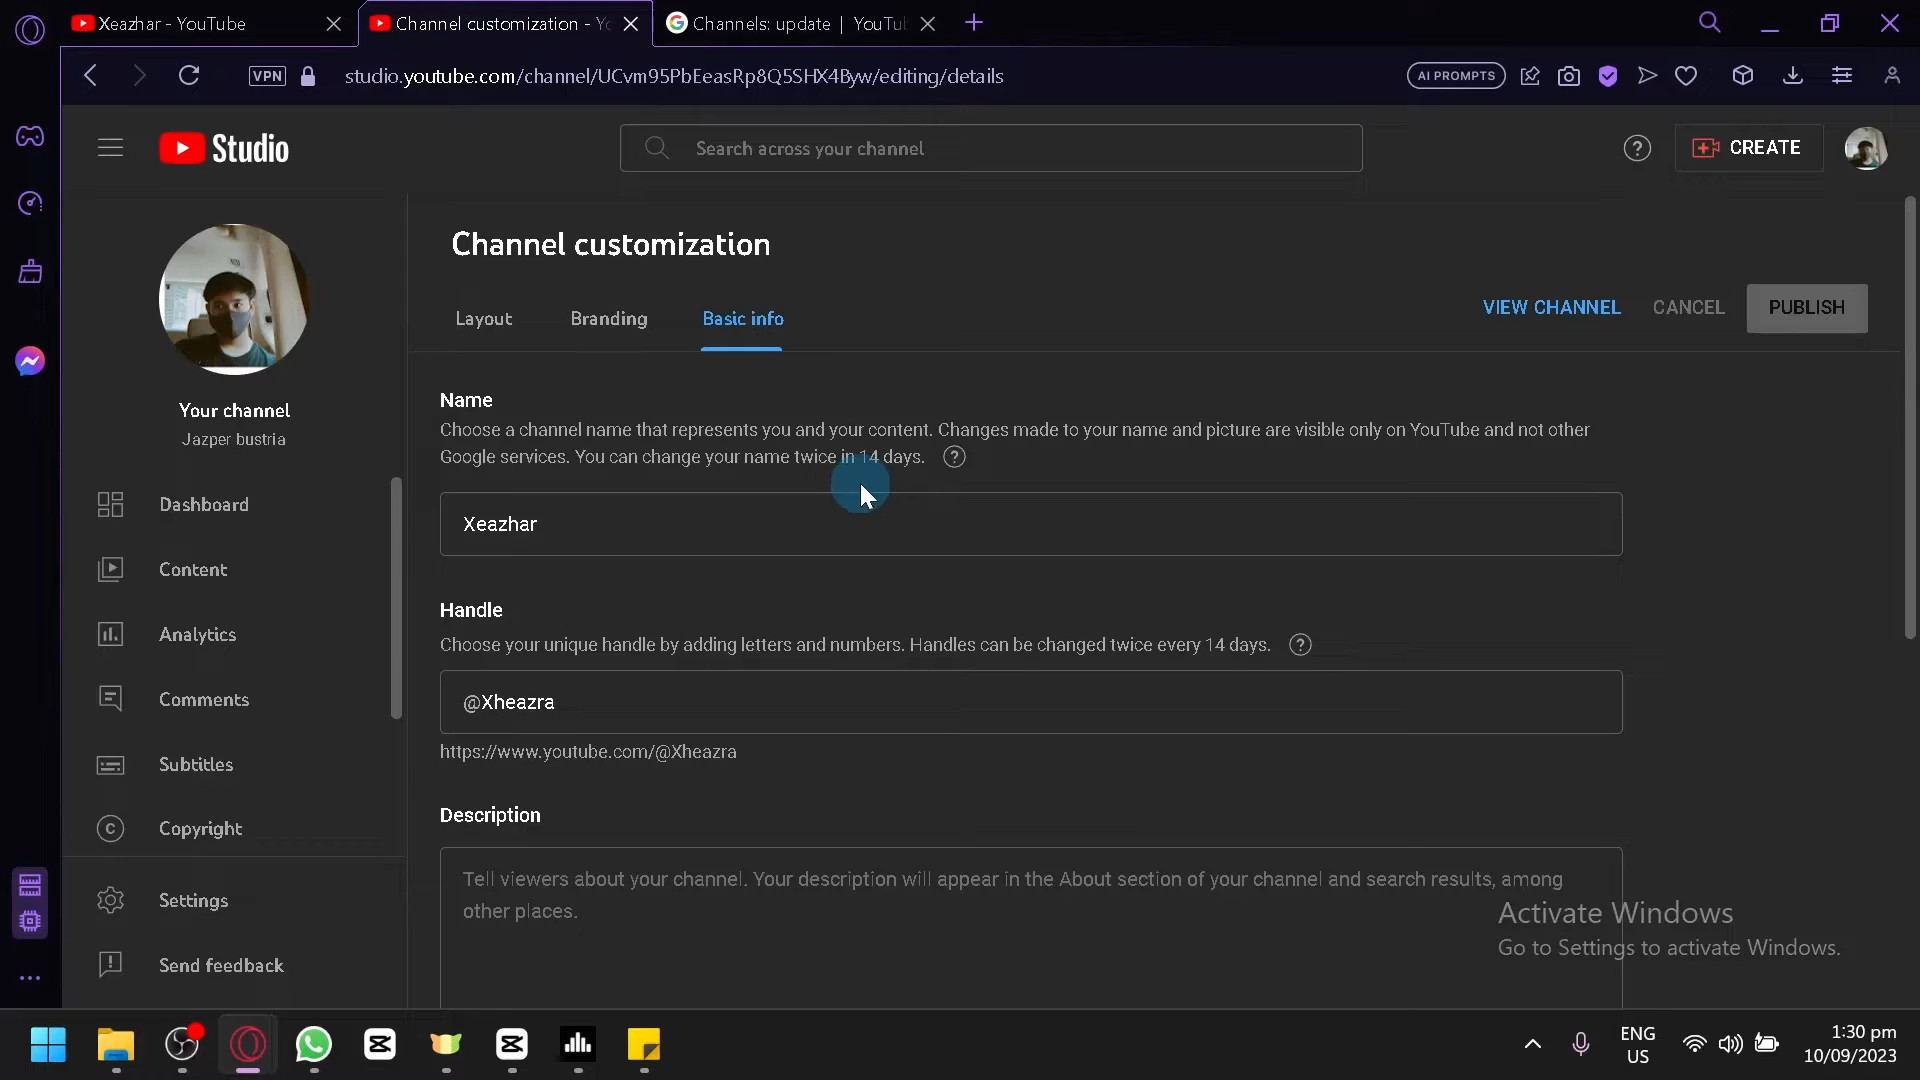 Xeazhar - YouTube
Channel customization - Yo
Channels: update | YouTub
VPN
studio.youtube.com/channel/UCvm95PbEeasRp8Q5SHX4Byw/editing/details
AI PROMPTS
Studio
Search across your channel
CREATE
Your channel
Jazper bustria
Dashboard
Content
Analytics
Comments
Subtitles
Copyright
Settings
Send feedback
Channel customization
Layout
Branding
Basic info
VIEW CHANNEL
CANCEL
PUBLISH
Name
Choose a channel name that represents you and your content. Changes made to your name and picture are visible only on YouTube and not other
Google services. You can change your name twice in 14 days.
Xeazhar
Handle
Choose your unique handle by adding letters and numbers. Handles can be changed twice every 14 days.
@Xheazra
https://www.youtube.com/@Xheazra
Description
Tell viewers about your channel. Your description will appear in the About section of your channel and search results, among
other places.
Activate Windows
Go to Settings to activate Windows.
ENG
US
1:30 pm
10/09/2023